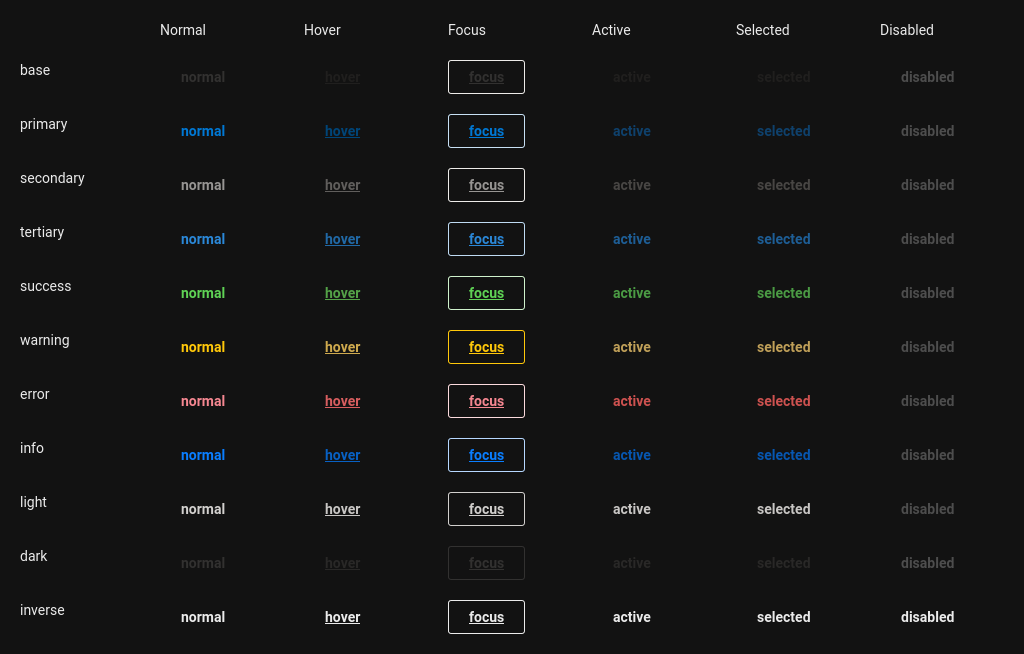 Normal Hover Focus Active Selected Disabled
base normal hover focus active selected disabled
primary normal hover focus active selected disabled
secondary normal hover focus active selected disabled
tertiary normal hover focus active selected disabled
success normal hover focus active selected disabled
warning normal hover focus active selected disabled
error normal hover focus active selected disabled
info normal hover focus active selected disabled
light normal hover focus active selected disabled
dark normal hover focus active selected disabled
inverse normal hover focus active selected disabled